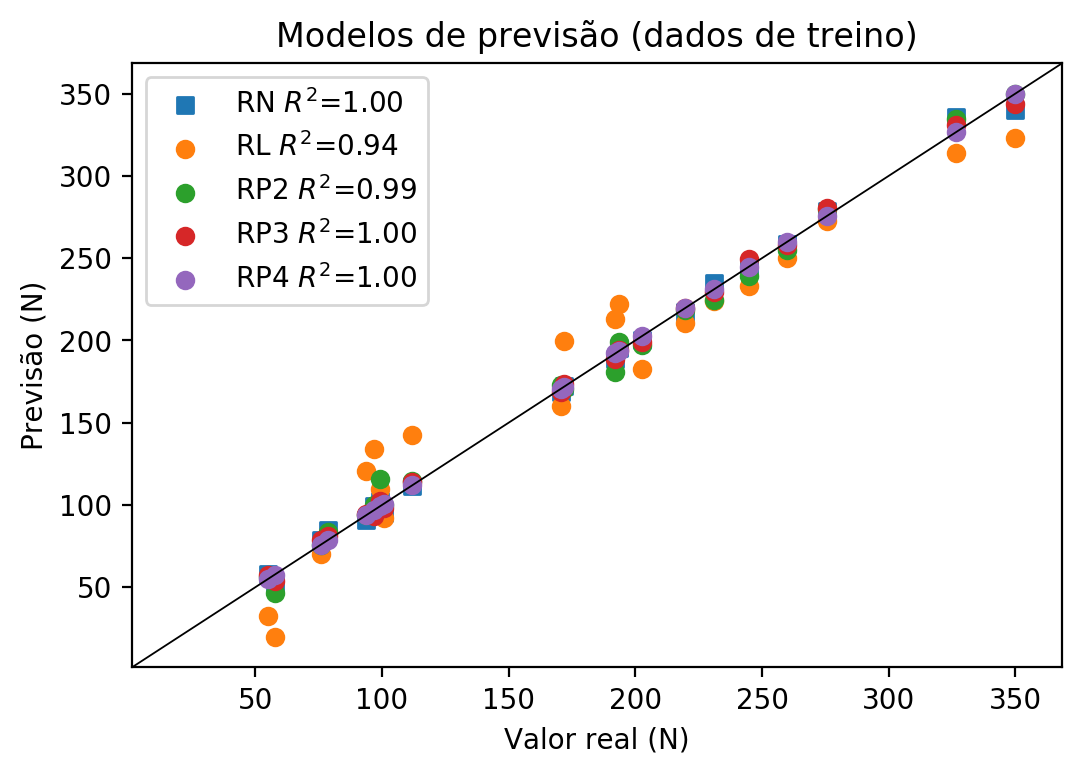 Modelos de previsão (dados de treino)
RN R²=1.00
RL R²=0.94
RP2 R²=0.99
RP3 R²=1.00
RP4 R²=1.00
350
300
250
200
150
100
50
Previsão (N)
50 100 150 200 250 300 350
Valor real (N)